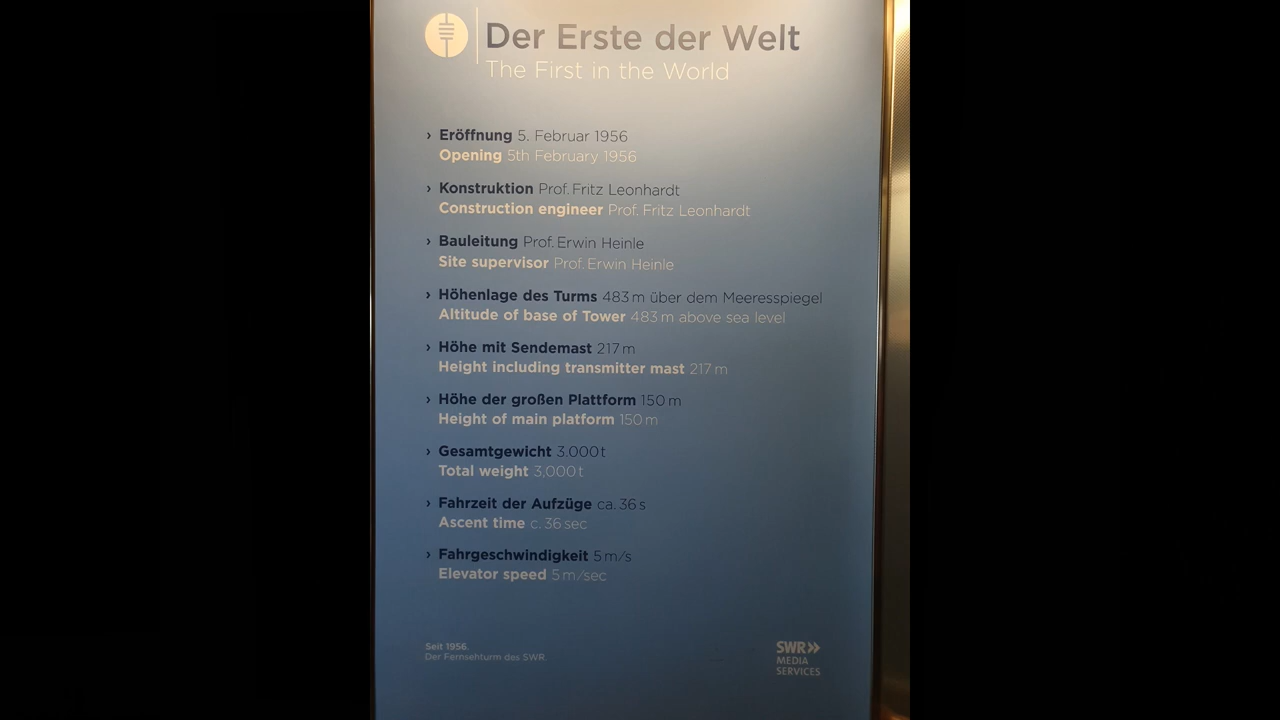 Der Erste der Welt
The First in the World
› Eröffnung 5. Februar 1956
Opening 5th February 1956
› Konstruktion Prof. Fritz Leonhardt
Construction engineer Prof. Fritz Leonhardt
› Bauleitung Prof. Erwin Heinle
Site supervisor Prof. Erwin Heinle
› Höhenlage des Turms 483 m über dem Meeresspiegel
Altitude of base of Tower 483 m above sea level
› Höhe mit Sendemast 217 m
Height including transmitter mast 217 m
› Höhe der großen Plattform 150 m
Height of main platform 150 m
› Gesamtgewicht 3.000 t
Total weight 3,000 t
› Fahrzeit der Aufzüge ca. 36 s
Ascent time c. 36 sec
› Fahrgeschwindigkeit 5 m/s
Elevator speed 5 m/sec
Seit 1956.
Der Fernsehturm des SWR.
SWR»
MEDIA
SERVICES